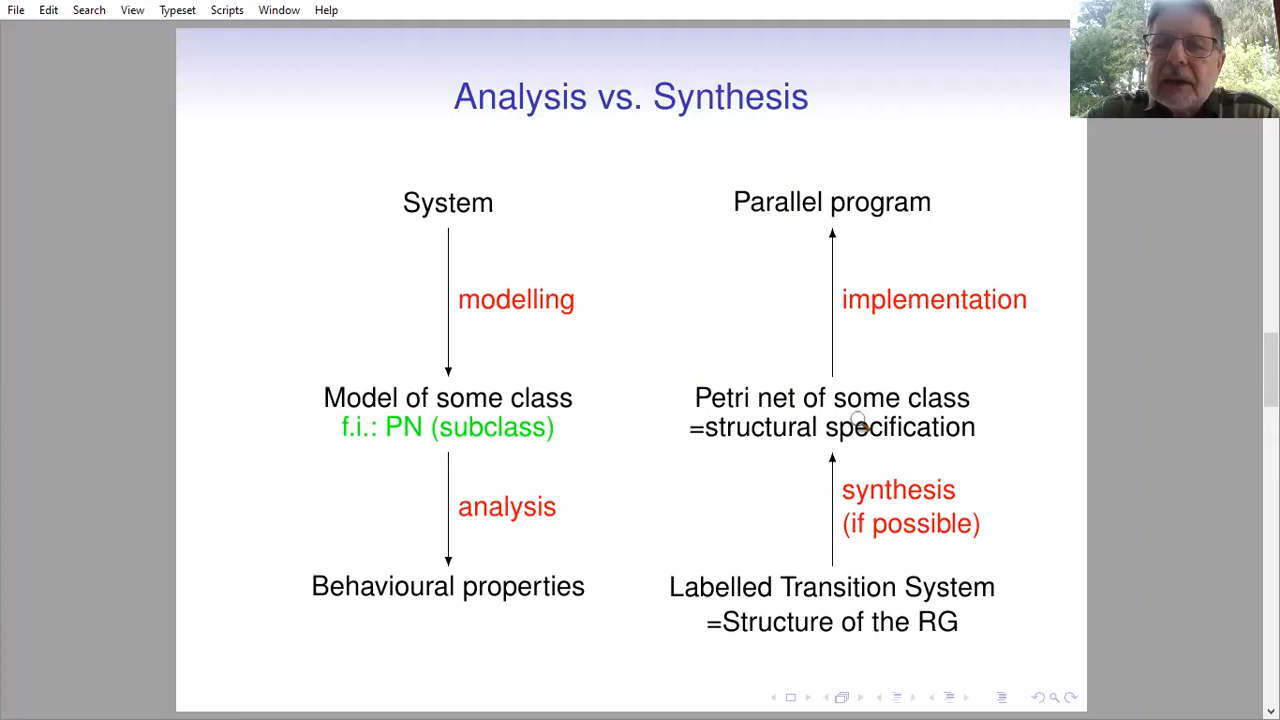 File Edit Search View Typeset Scripts Window Help
Analysis vs. Synthesis
System
modelling
Model of some class
f.i.: PN (subclass)
analysis
Behavioural properties
Parallel program
implementation
Petri net of some class
=structural specification
synthesis
(if possible)
Labelled Transition System
=Structure of the RG